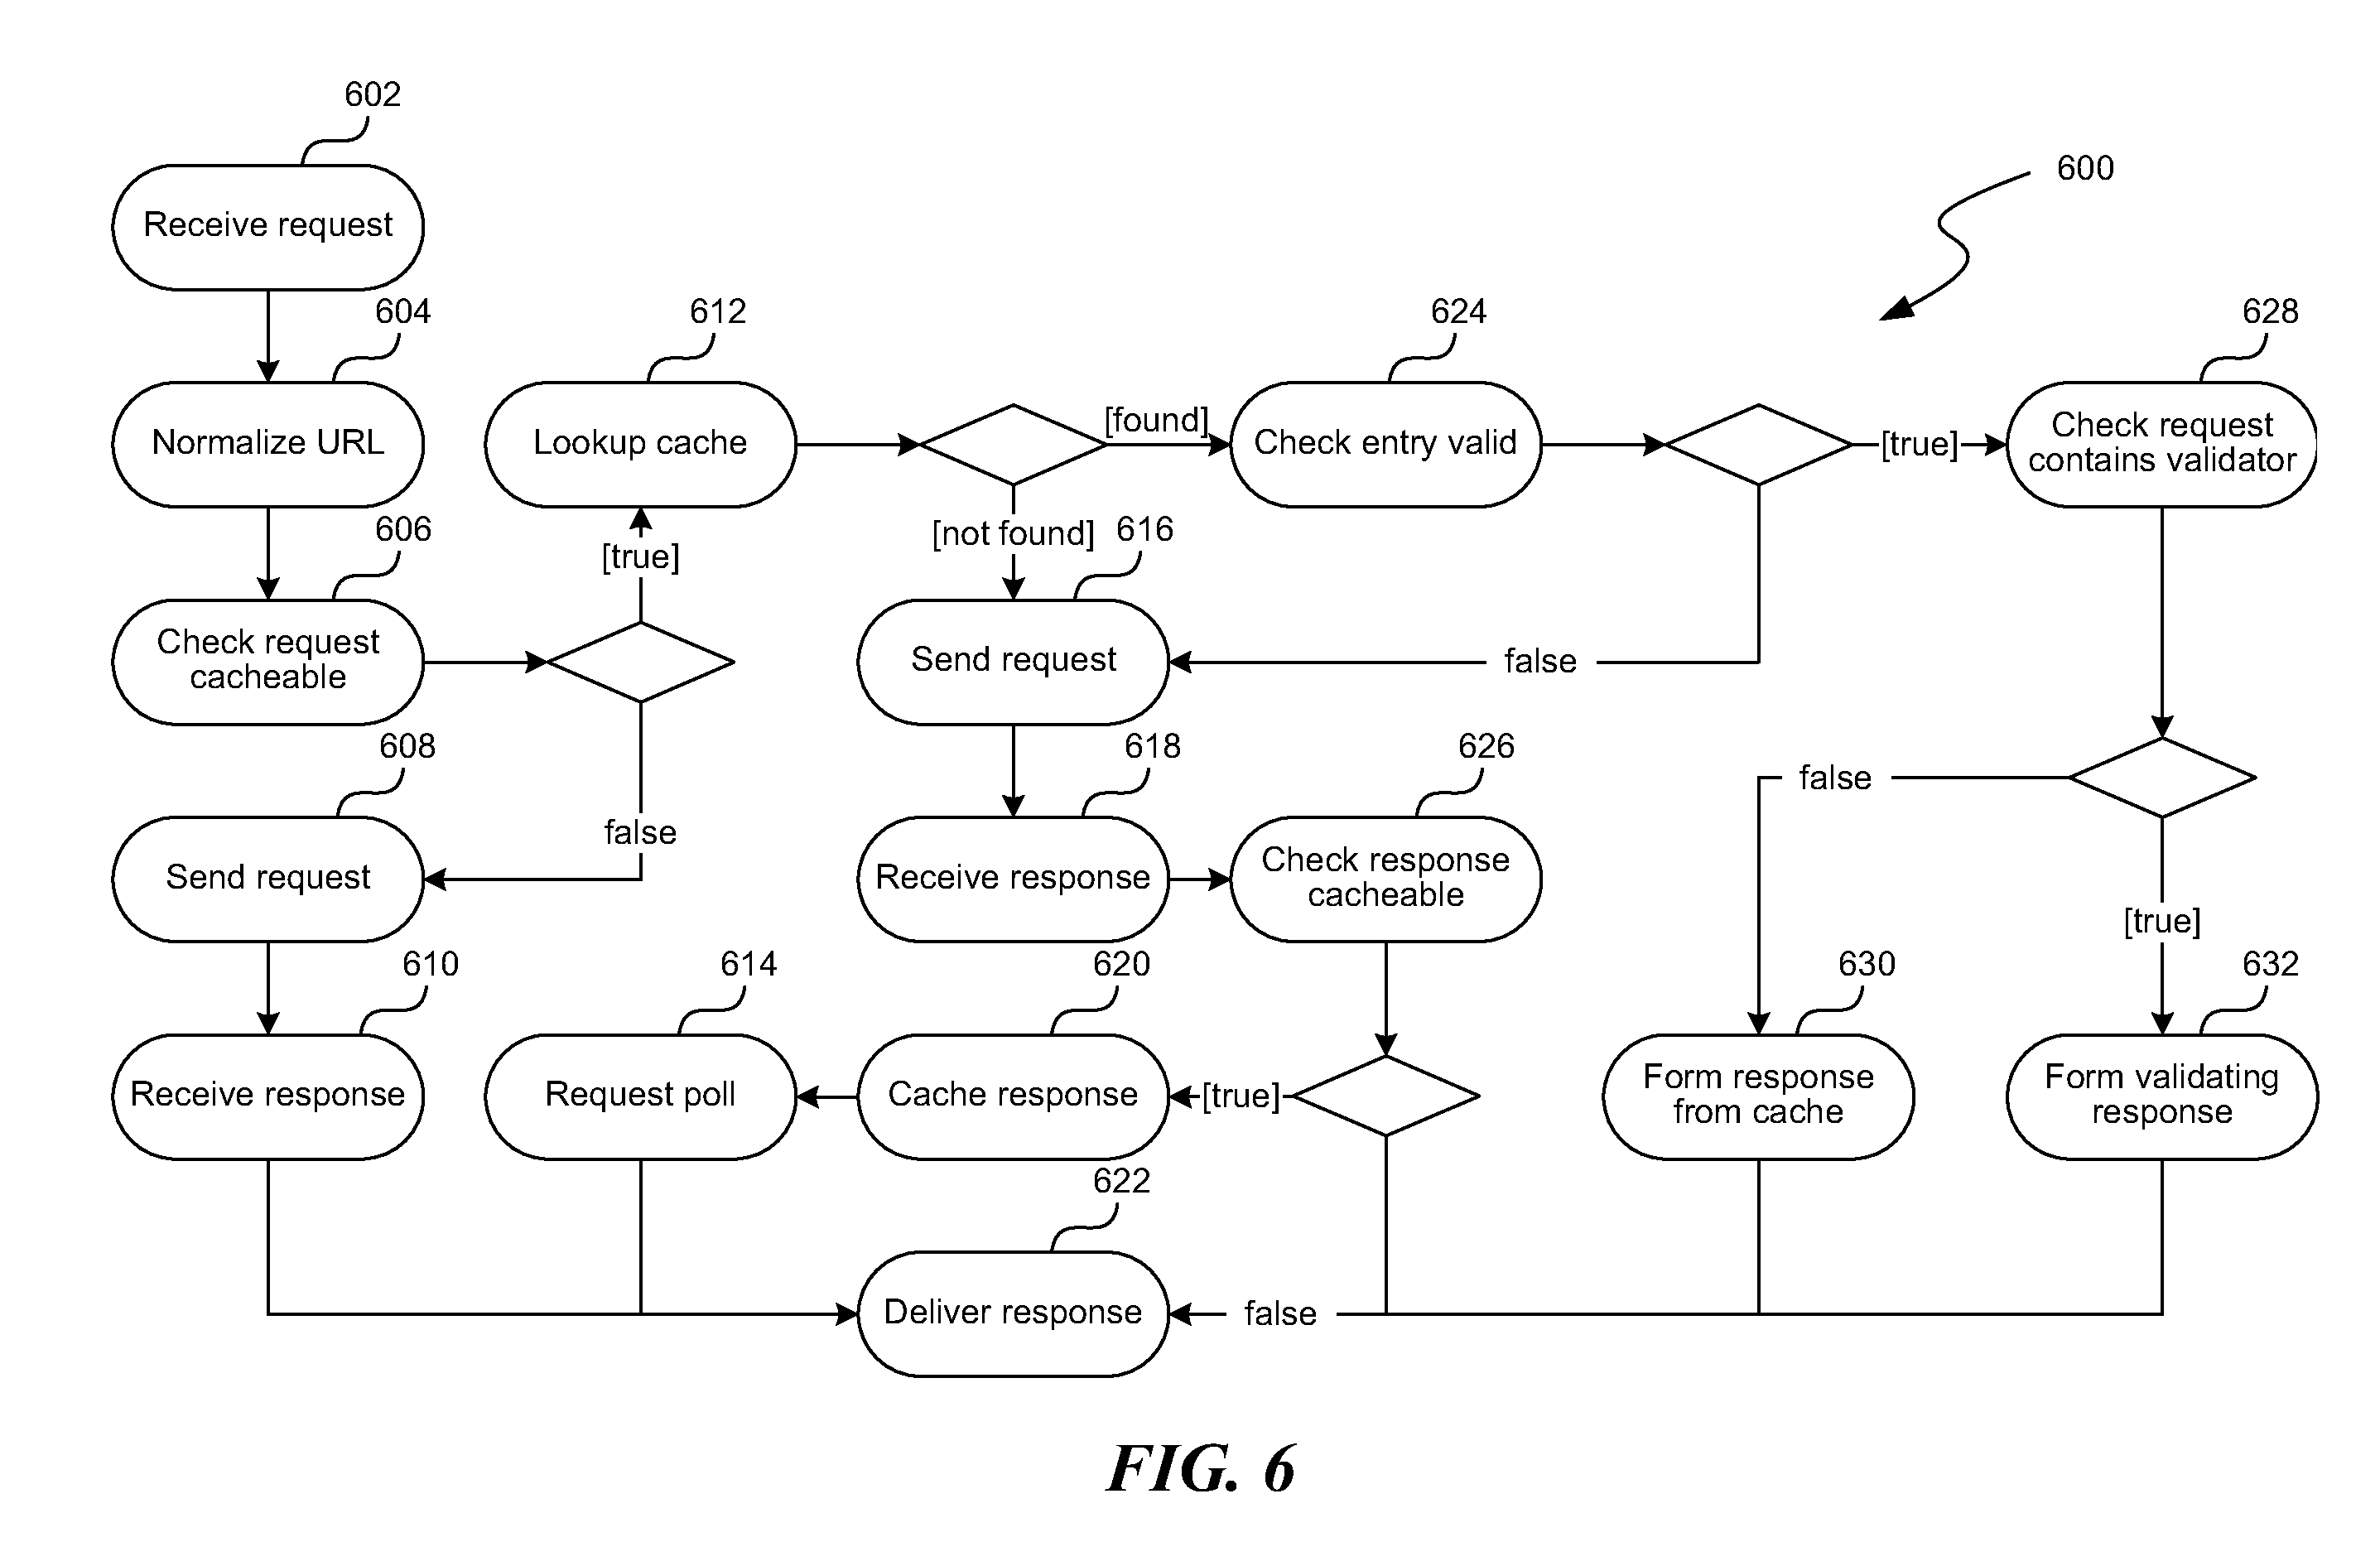 602
Receive request
600
604
612
624
628
Normalize URL
Lookup cache
[found]
Check entry valid
[true]
Check request
contains validator
606
[true]
[not found]
616
Check request
cacheable
Send request
false
608
618
626
false
false
Send request
Receive response
Check response
cacheable
[true]
610
614
620
630
632
Receive response
Request poll
Cache response
[true]
Form response
from cache
Form validating
response
622
Deliver response
false
FIG. 6